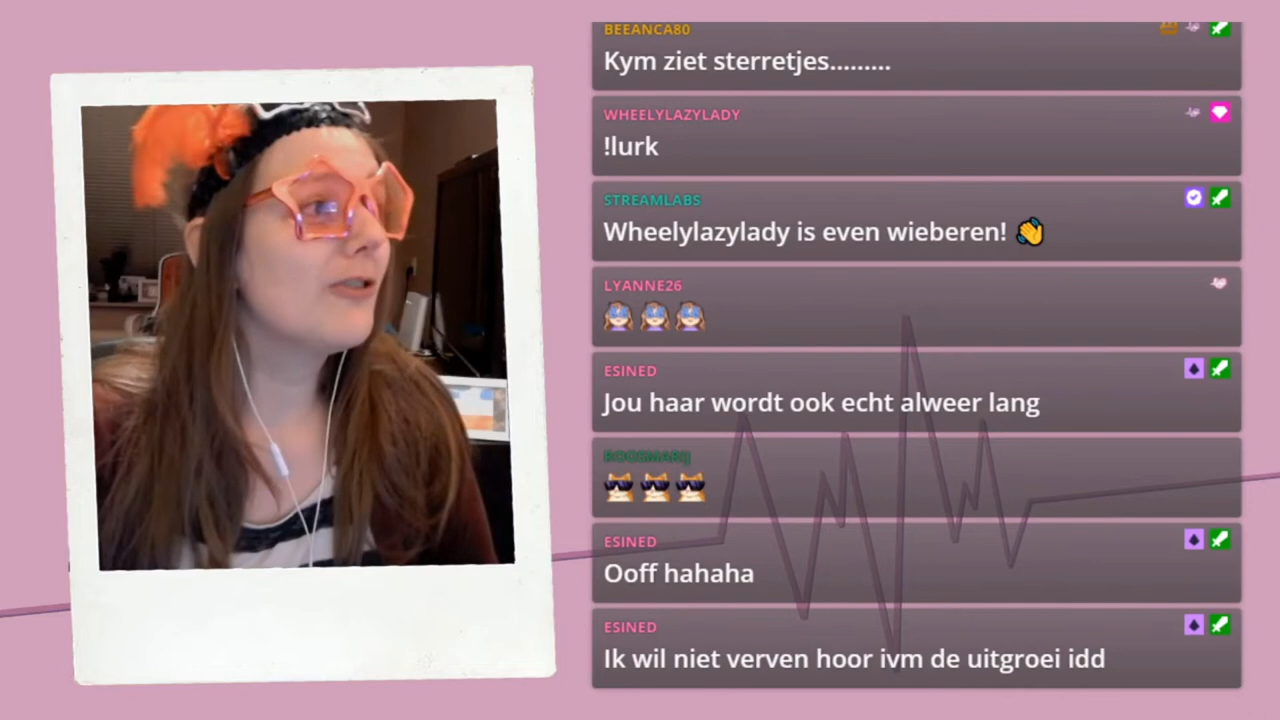 BEEANCA80
Kym ziet sterretjes.........
WHEELYLAZYLADY
!lurk
STREAMLABS
Wheelylazylady is even wieberen! 👋
LYANNE26
ESINED
Jou haar wordt ook echt alweer lang
ROOSMARIJ
ESINED
Ooff hahaha
ESINED
Ik wil niet verven hoor ivm de uitgroei idd